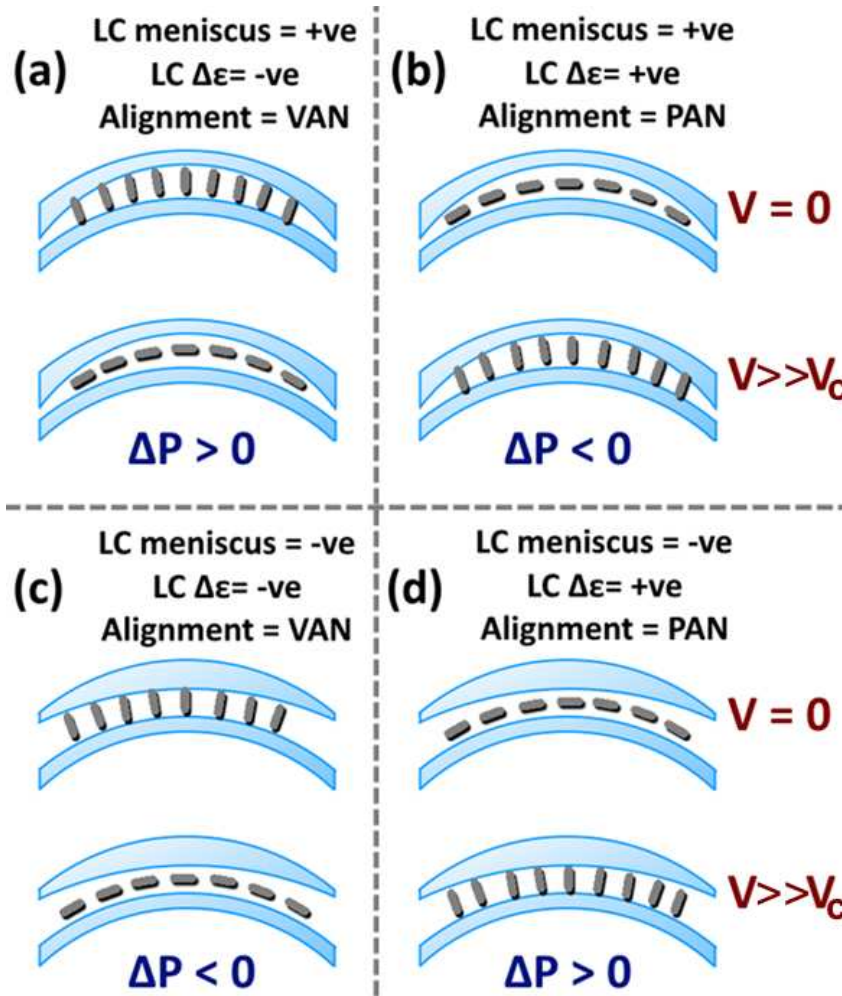 (a)
LC meniscus = +ve
LC Δε= -ve
Alignment = VAN
ΔP > 0
(b)
LC meniscus = +ve
LC Δε= +ve
Alignment = PAN
V = 0
V>>Vc
ΔP < 0
(c)
LC meniscus = -ve
LC Δε= -ve
Alignment = VAN
ΔP < 0
(d)
LC meniscus = -ve
LC Δε= +ve
Alignment = PAN
V = 0
V>>Vc
ΔP > 0